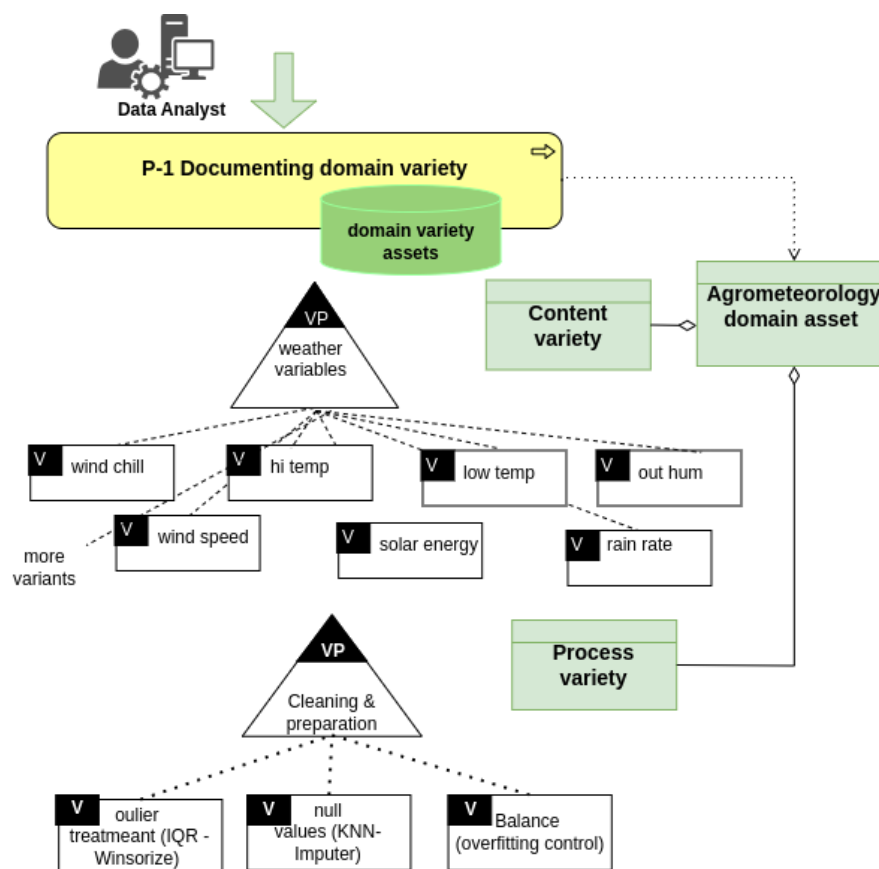 Data Analyst
P-1 Documenting domain variety
domain variety
assets
Agrometeorology
domain asset
Content
variety
VP
weather
variables
V
wind chill
V
hi temp
V
low temp
V
out hum
V
wind speed
V
solar energy
V
rain rate
more
variants
Process
variety
VP
Cleaning &
preparation
V
oulier
treatmeant (IQR -
Winsorize)
V
null
values (KNN-
Imputer)
V
Balance
(overfitting control)